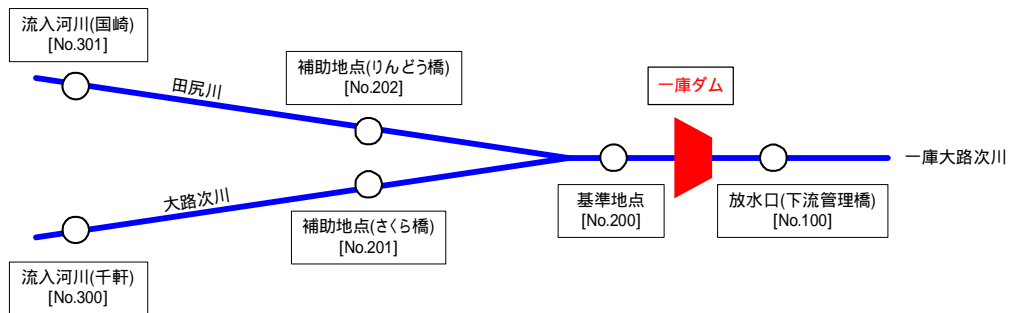 流入河川(国崎)
[No.301]
田尻川
補助地点(りんどう橋)
[No.202]
一庫ダム
一庫大路次川
大路次川
基準地点
[No.200]
放水口(下流管理橋)
[No.100]
補助地点(さくら橋)
[No.201]
流入河川(千軒)
[No.300]